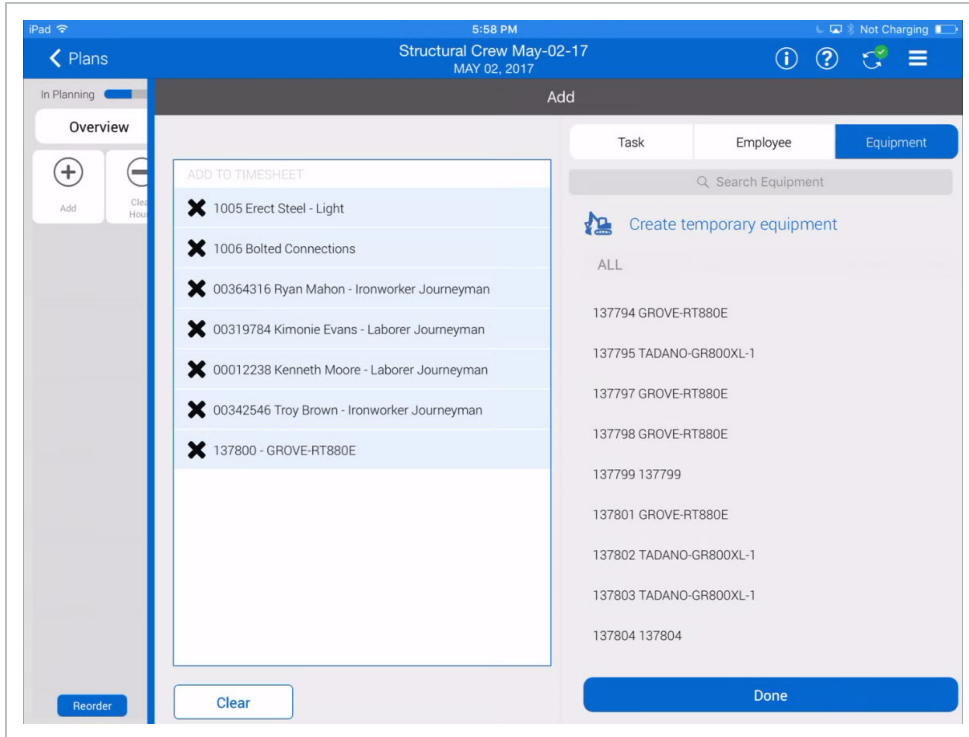 iPad 5:58 PM Not Charging
Plans Structural Crew May-02-17
MAY 02, 2017
In Planning
Add
Overview
Task Employee Equipment
Search Equipment
Add
ADD TO TIMESHEET
1005 Erect Steel - Light
1006 Bolted Connections
00364316 Ryan Mahon - Ironworker Journeyman
00319784 Kimonie Evans - Laborer Journeyman
00012238 Kenneth Moore - Laborer Journeyman
00342546 Troy Brown - Ironworker Journeyman
137800 - GROVE-RT880E
Clear
Reorder
Create temporary equipment
ALL
137794 GROVE-RT880E
137795 TADANO-GR800XL-1
137797 GROVE-RT880E
137798 GROVE-RT880E
137799 137799
137801 GROVE-RT880E
137802 TADANO-GR800XL-1
137803 TADANO-GR800XL-1
137804 137804
Done